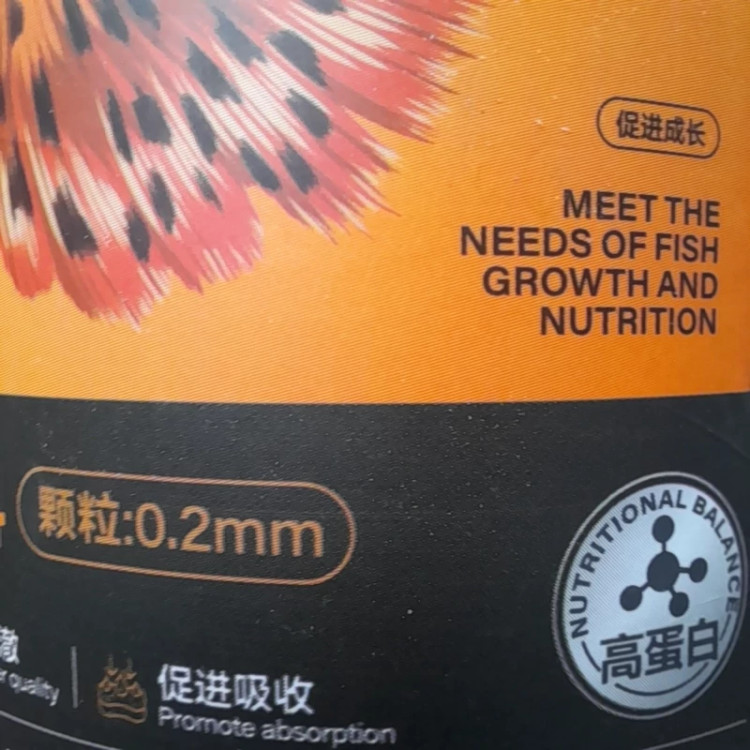 促进成长
MEET THE
NEEDS OF FISH
GROWTH AND
NUTRITION
颗粒:0.2mm
NUTRITIONAL BALANCE
高蛋白
quality
促进吸收
Promote absorption